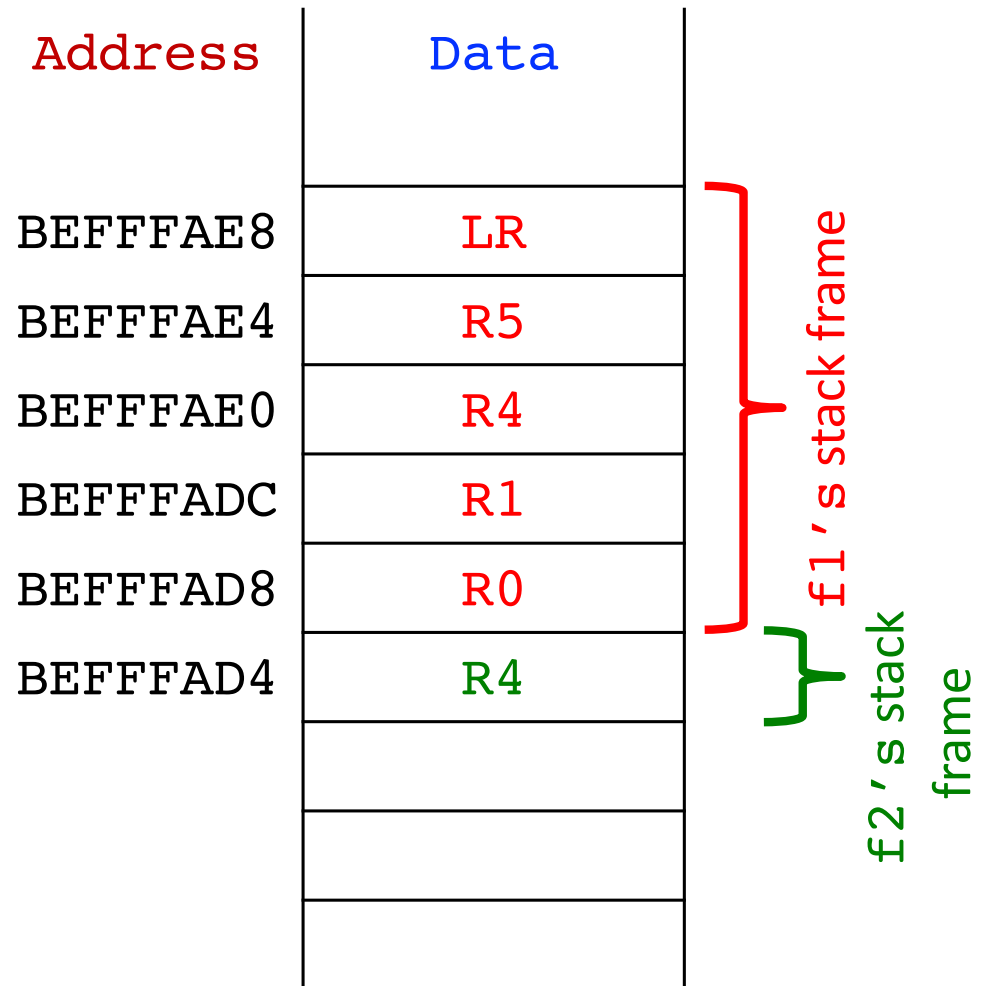 Address Data
BEFFFAE8 LR
BEFFFAE4 R5
BEFFFAE0 R4
BEFFFADC R1
BEFFFAD8 R0
BEFFFAD4 R4
f1's stack frame
f2's stack
frame